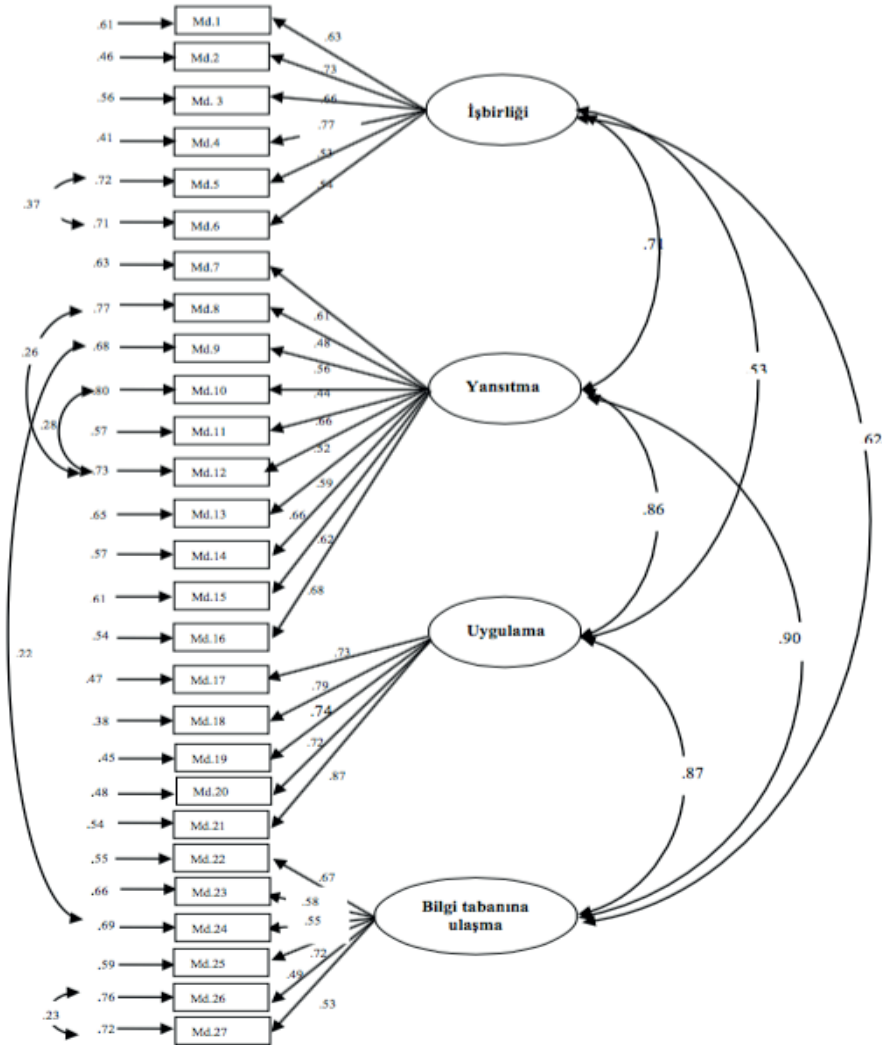 .61 Md.1 .63
.46 Md.2 .73
.56 Md. 3 .66
.41 Md.4 .77
.72 Md.5 .53
.71 Md.6 .54
.37
İşbirliği
.63 Md.7 .61
.77 Md.8 .48
.68 Md.9 .56
.80 Md.10 .44
.57 Md.11 .66
.73 Md.12 .52
.65 Md.13 .59
.57 Md.14 .66
.61 Md.15 .62
.54 Md.16 .68
.26
.28
.22
Yansıtma
.47 Md.17 .73
.38 Md.18 .79
.45 Md.19 .74
.48 Md.20 .72
.54 Md.21 .87
Uygulama
.55 Md.22 .67
.66 Md.23 .58
.69 Md.24 .55
.59 Md.25 .72
.76 Md.26 .49
.72 Md.27 .53
.23
Bilgi tabanına
ulaşma
.71
.53
.62
.86
.90
.87